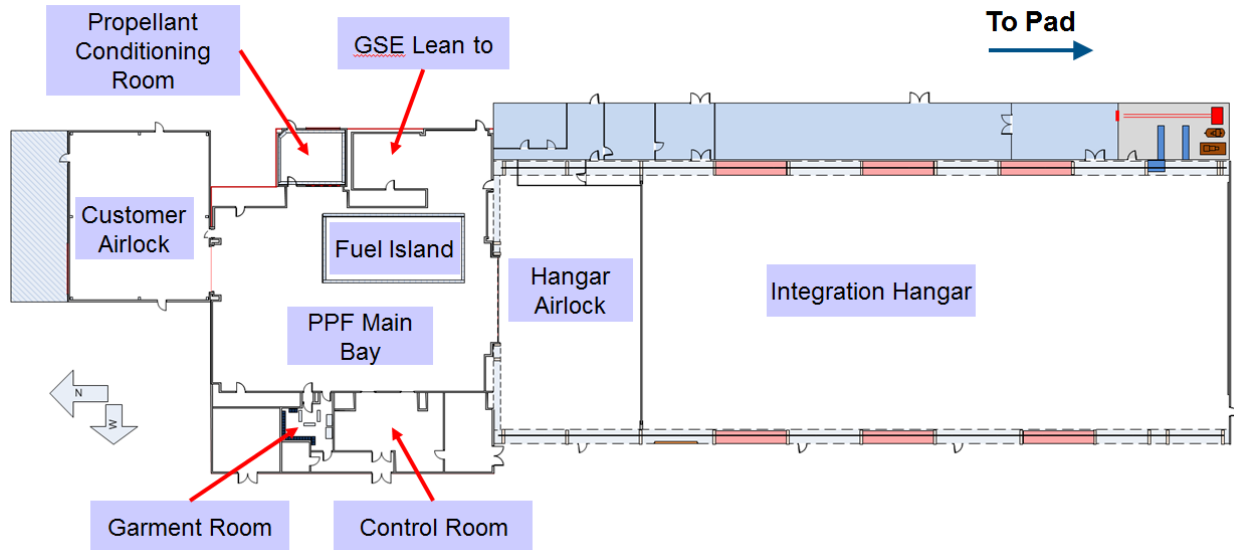 Propellant
Conditioning
Room
GSE Lean to
To Pad
Customer
Airlock
Fuel Island
Hangar
Airlock
Integration Hangar
PPF Main
Bay
N
W
Garment Room
Control Room